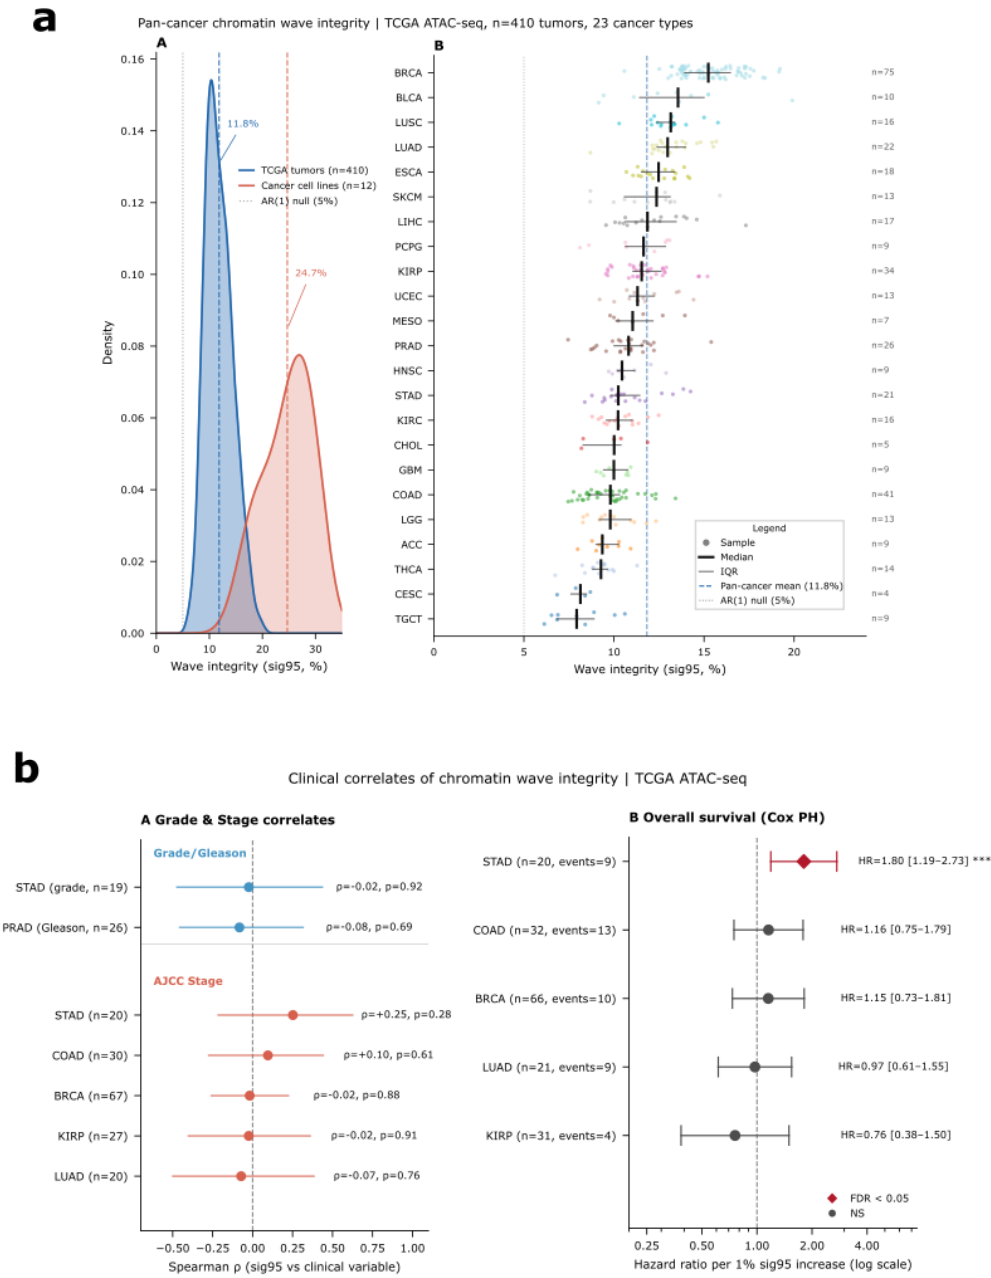 a
Pan-cancer chromatin wave integrity | TCGA ATAC-seq, n=410 tumors, 23 cancer types
A
0.16
0.14
0.12
0.10
0.08
0.06
0.04
0.02
0.00
Density
11.8%
24.7%
TCGA tumors (n=410)
Cancer cell lines (n=12)
AR(1) null (5%)
0
10
20
30
Wave integrity (sig95, %)
B
BRCA n=75
BLCA n=10
LUSC n=16
LUAD n=22
ESCA n=18
SKCM n=13
LIHC n=17
PCPG n=9
KIRP n=34
UCEC n=13
MESO n=7
PRAD n=26
HNSC n=9
STAD n=21
KIRC n=16
CHOL n=5
GBM n=9
COAD n=41
LGG n=13
ACC n=9
THCA n=14
CESC n=4
TGCT n=9
Legend
Sample
Median
IQR
Pan-cancer mean (11.8%)
AR(1) null (5%)
0
5
10
15
20
Wave integrity (sig95, %)
b
Clinical correlates of chromatin wave integrity | TCGA ATAC-seq
A Grade & Stage correlates
Grade/Gleason
STAD (grade, n=19) ρ=-0.02, p=0.92
PRAD (Gleason, n=26) ρ=-0.08, p=0.69
AJCC Stage
STAD (n=20) ρ=+0.25, p=0.28
COAD (n=30) ρ=+0.10, p=0.61
BRCA (n=67) ρ=-0.02, p=0.88
KIRP (n=27) ρ=-0.02, p=0.91
LUAD (n=20) ρ=-0.07, p=0.76
−0.50
−0.25
0.00
0.25
0.50
0.75
1.00
Spearman ρ (sig95 vs clinical variable)
B Overall survival (Cox PH)
STAD (n=20, events=9) HR=1.80 [1.19–2.73] ***
COAD (n=32, events=13) HR=1.16 [0.75–1.79]
BRCA (n=66, events=10) HR=1.15 [0.73–1.81]
LUAD (n=21, events=9) HR=0.97 [0.61–1.55]
KIRP (n=31, events=4) HR=0.76 [0.38–1.50]
FDR < 0.05
NS
0.25
0.50
1.00
2.00
4.00
Hazard ratio per 1% sig95 increase (log scale)